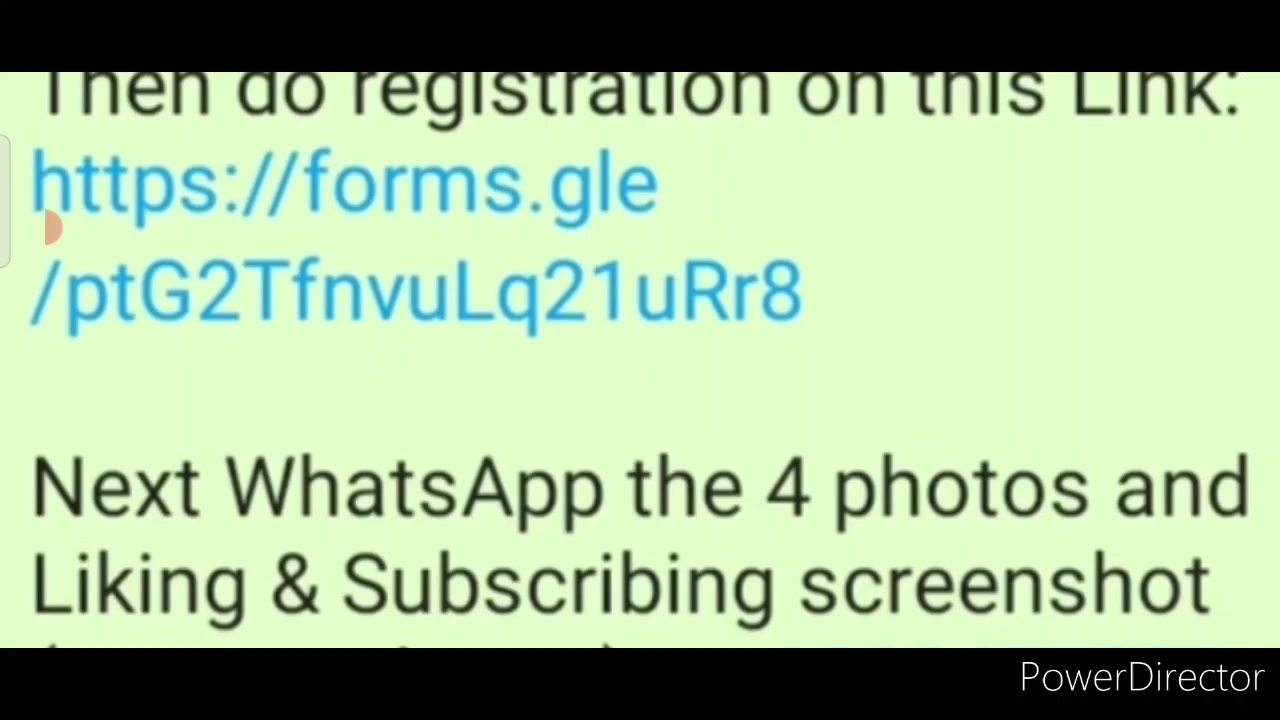 Then do registration on this Link:
https://forms.gle
/ptG2TfnvuLq21uRr8
Next WhatsApp the 4 photos and
Liking & Subscribing screenshot
PowerDirector